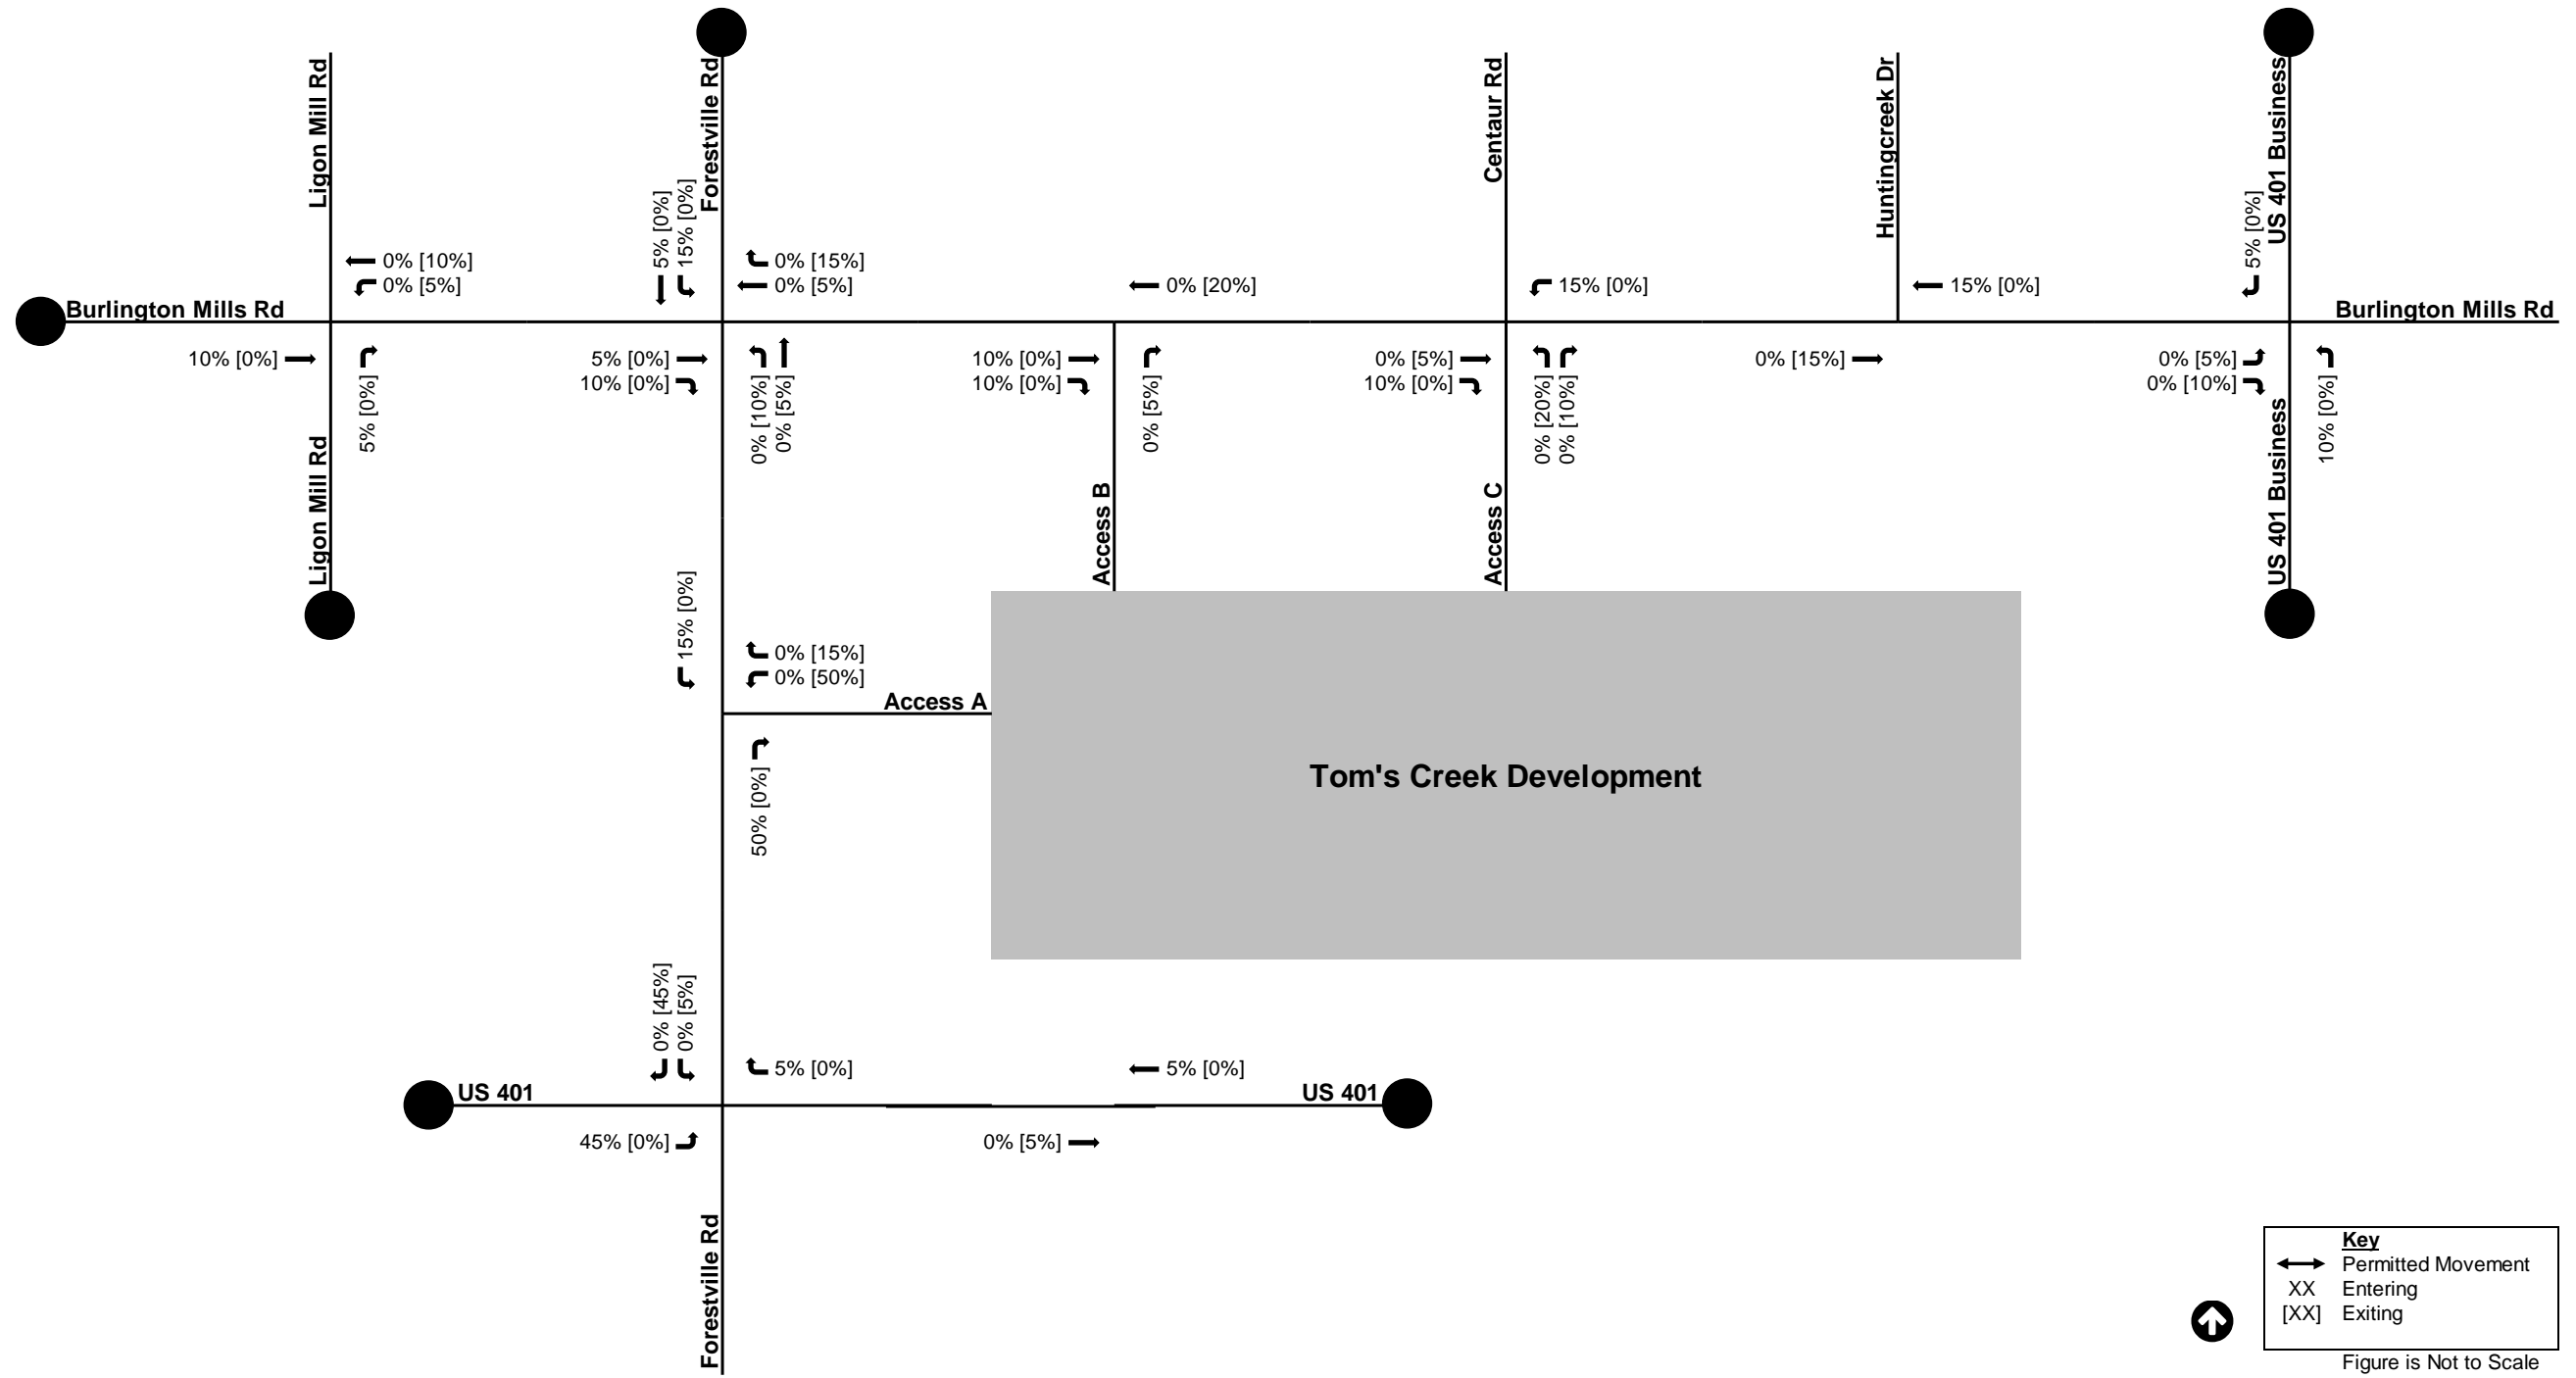 Ligon Mill Rd
Forestville Rd
Centaur Rd
Huntingcreek Dr
US 401 Business
5% [0%]
15% [0%]
5% [0%]
0% [10%]
0% [5%]
0% [15%]
0% [5%]
0% [20%]
15% [0%]
15% [0%]
Burlington Mills Rd
Burlington Mills Rd
10% [0%]
5% [0%]
5% [0%]
10% [0%]
0% [10%]
0% [5%]
10% [0%]
10% [0%]
0% [5%]
0% [5%]
10% [0%]
0% [20%]
0% [10%]
0% [15%]
0% [5%]
0% [10%]
10% [0%]
Ligon Mill Rd
Access B
Access C
US 401 Business
15% [0%]
0% [15%]
0% [50%]
Access A
50% [0%]
Tom's Creek Development
0% [45%]
0% [5%]
5% [0%]
5% [0%]
US 401
US 401
45% [0%]
0% [5%]
Forestville Rd
Key
Permitted Movement
XX Entering
[XX] Exiting
Figure is Not to Scale